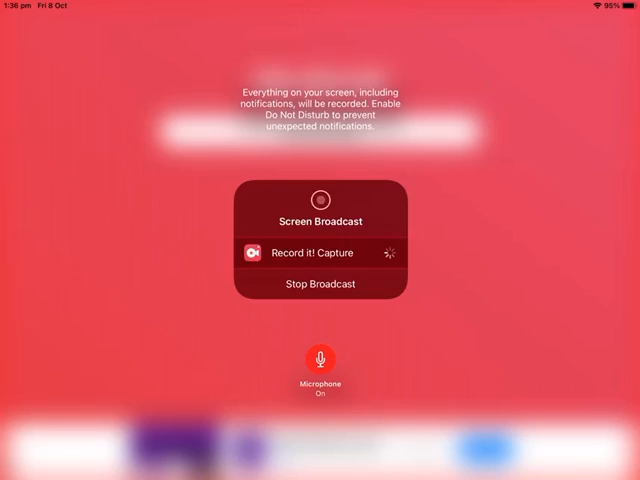 1:36 pm Fri 8 Oct
95%
Everything on your screen, including
notifications, will be recorded. Enable
Do Not Disturb to prevent
unexpected notifications.
Screen Broadcast
Record it! Capture
Stop Broadcast
Microphone
On